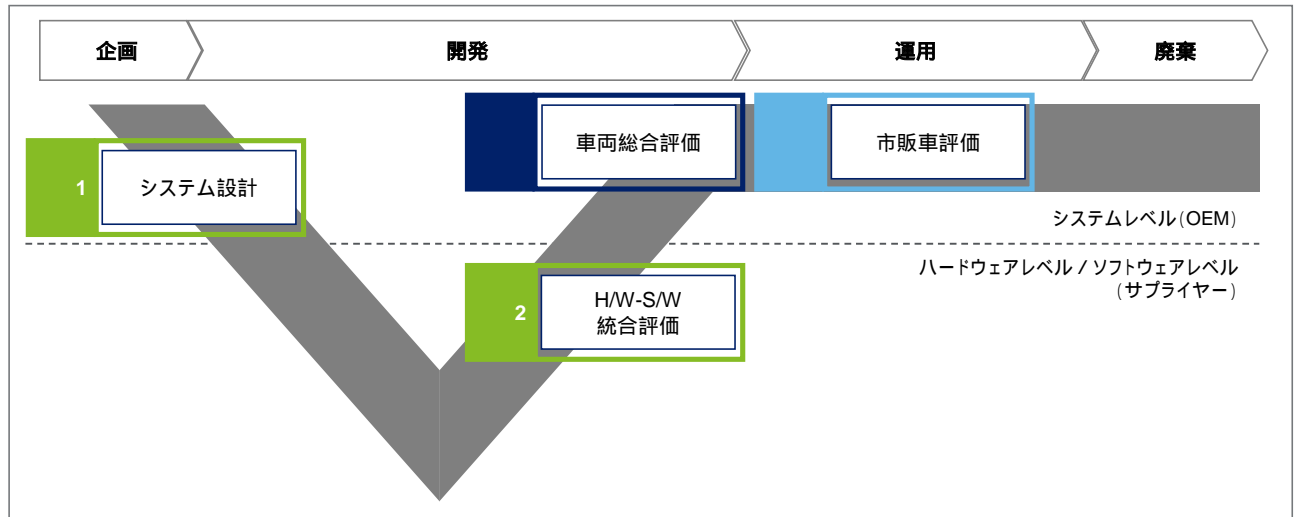 企画
開発
運用
廃棄
車両総合評価
市販車評価
1
システム設計
システムレベル(OEM)
ハードウェアレベル / ソフトウェアレベル
(サプライヤー)
2
H/W-S/W
統合評価